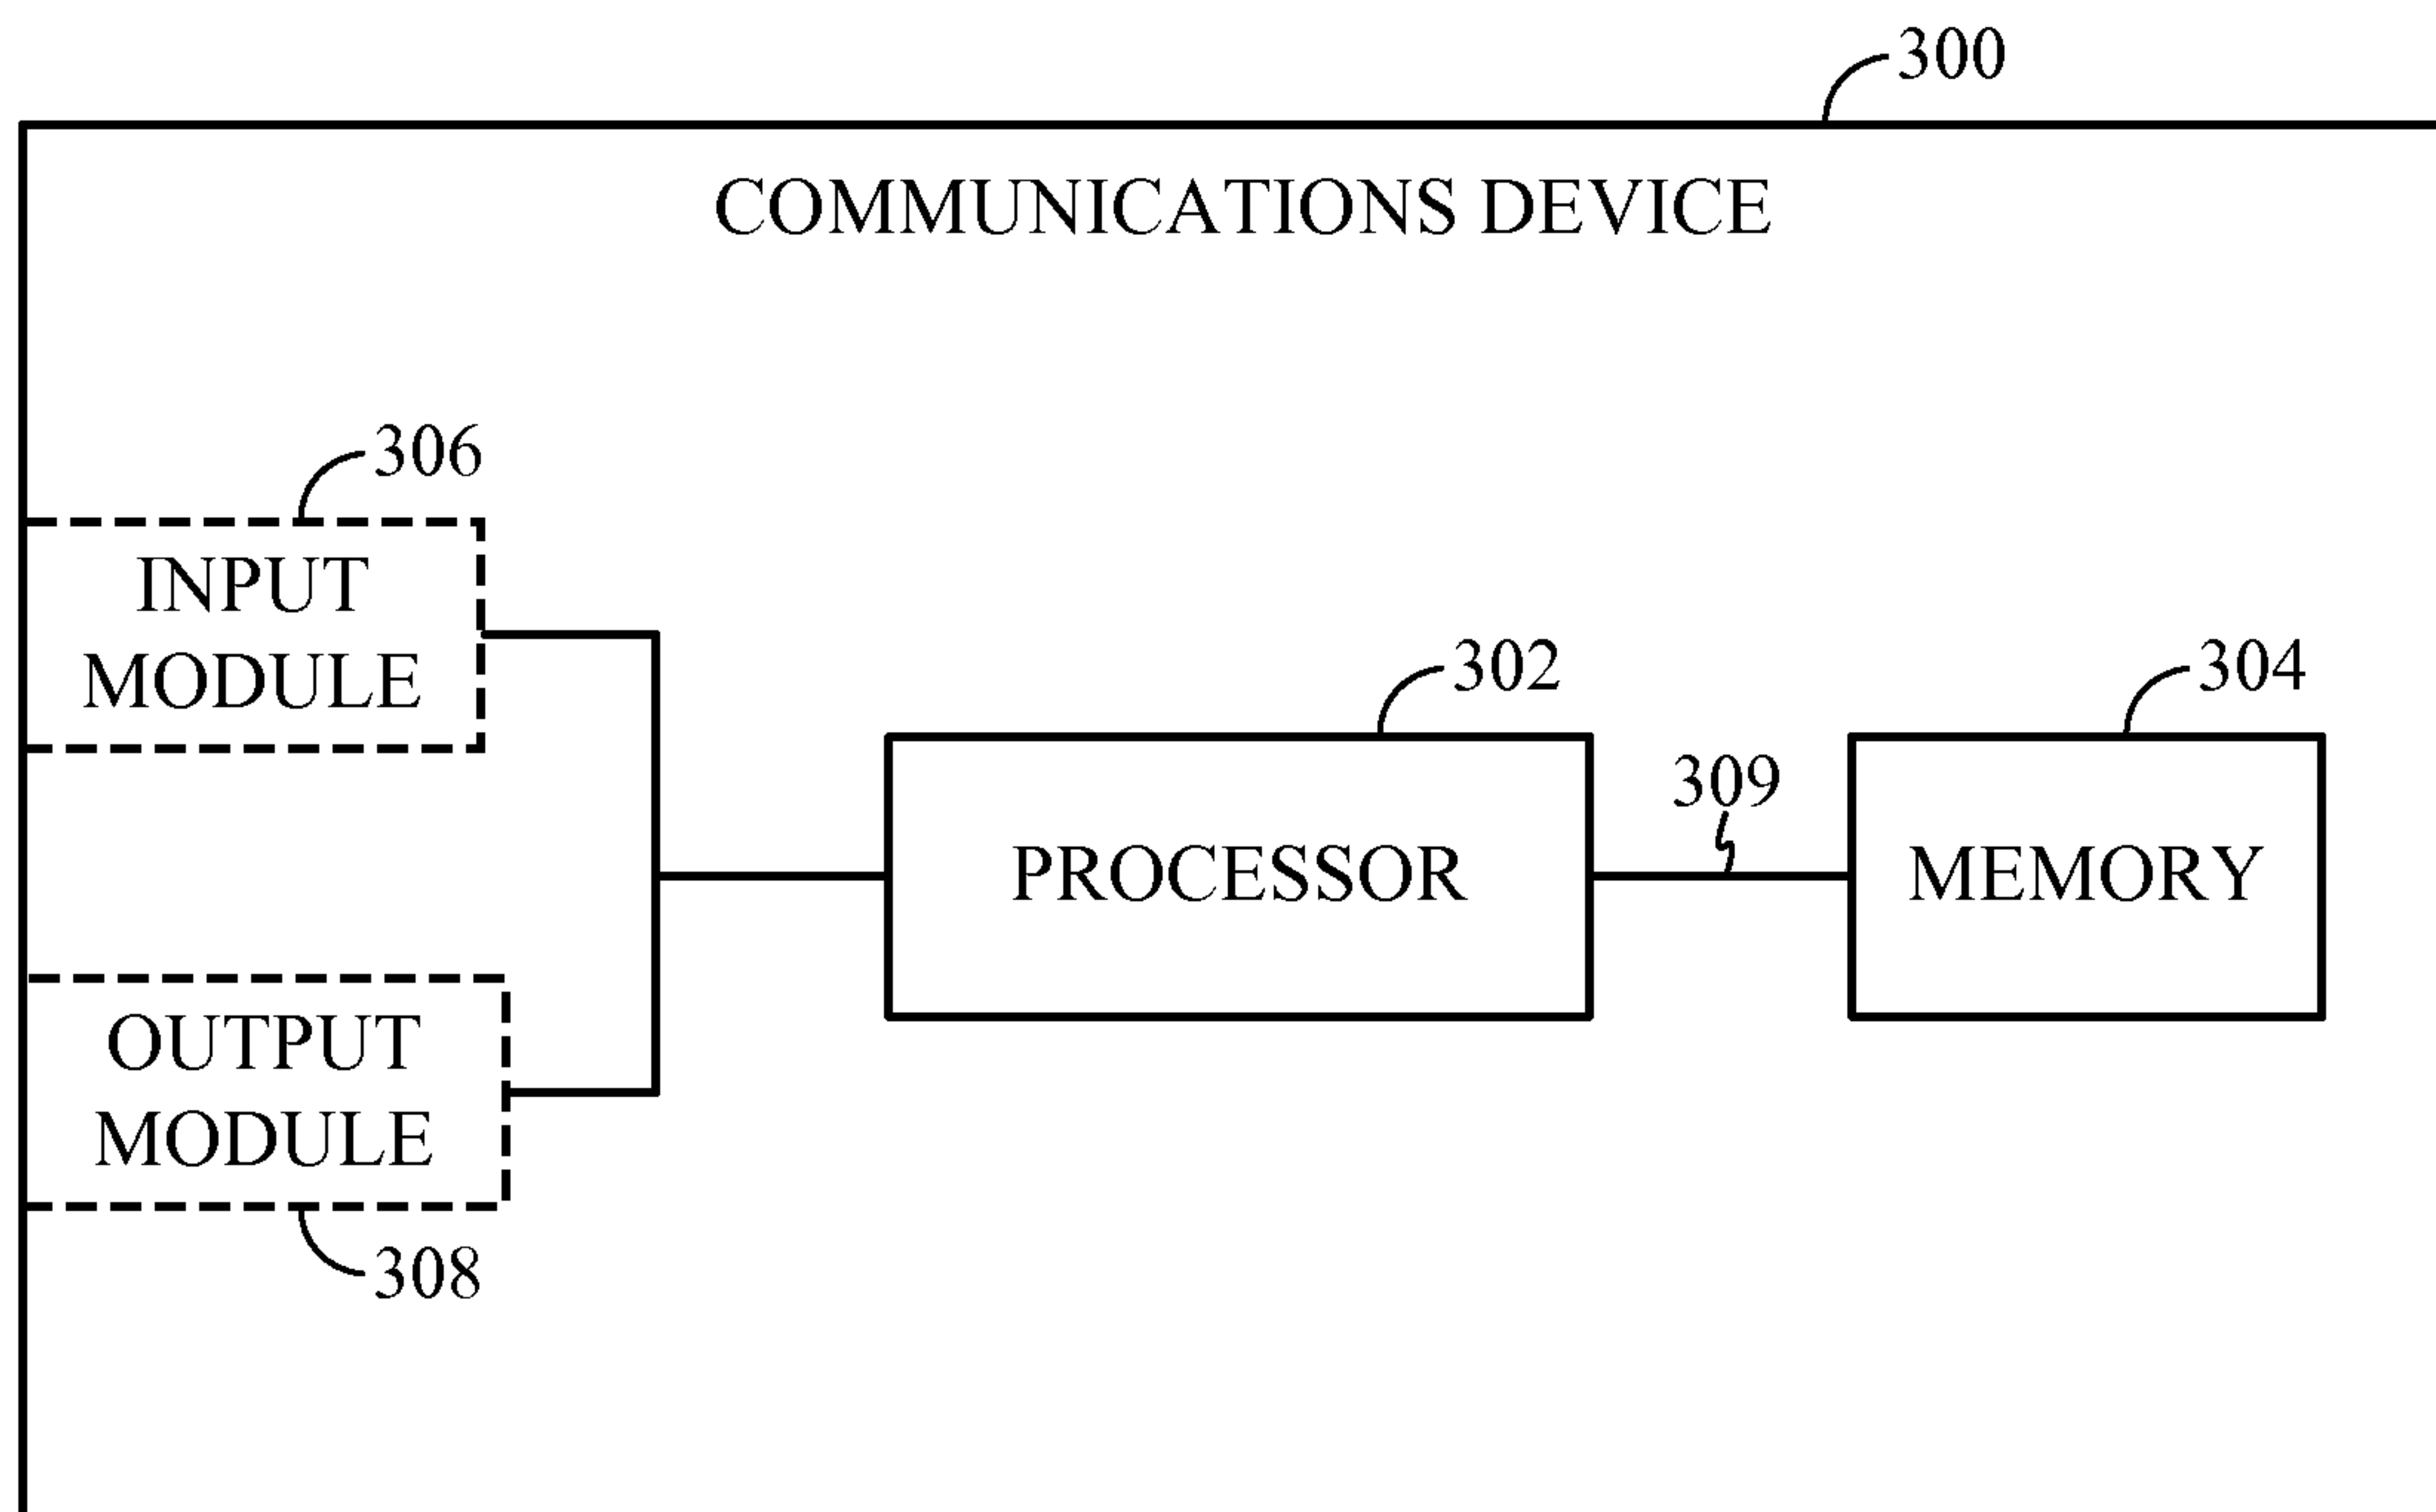 300
COMMUNICATIONS DEVICE
306
INPUT
MODULE
302
304
309
PROCESSOR
MEMORY
OUTPUT
MODULE
308